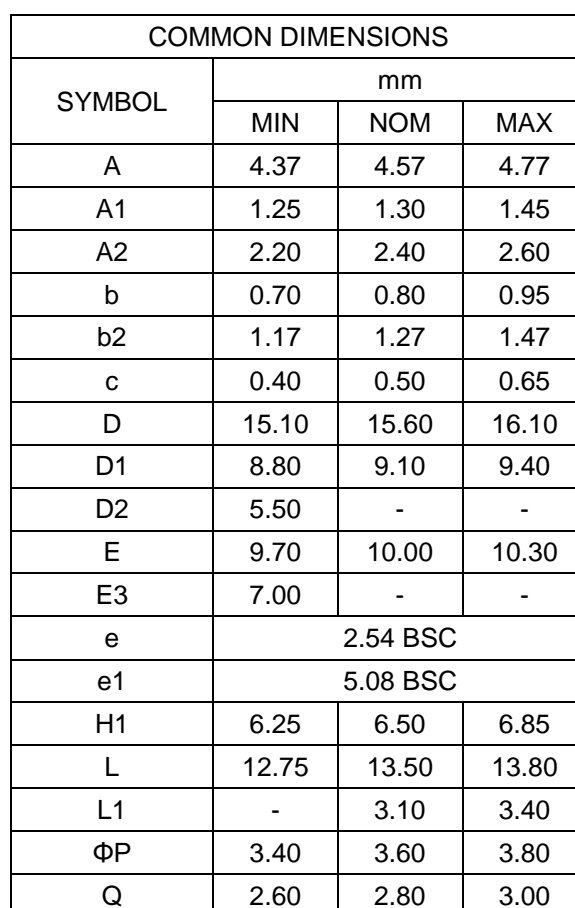 COMMON DIMENSIONS
SYMBOL mm
MIN NOM MAX
A 4.37 4.57 4.77
A1 1.25 1.30 1.45
A2 2.20 2.40 2.60
b 0.70 0.80 0.95
b2 1.17 1.27 1.47
c 0.40 0.50 0.65
D 15.10 15.60 16.10
D1 8.80 9.10 9.40
D2 5.50 - -
E 9.70 10.00 10.30
E3 7.00 - -
e 2.54 BSC
e1 5.08 BSC
H1 6.25 6.50 6.85
L 12.75 13.50 13.80
L1 - 3.10 3.40
ΦP 3.40 3.60 3.80
Q 2.60 2.80 3.00